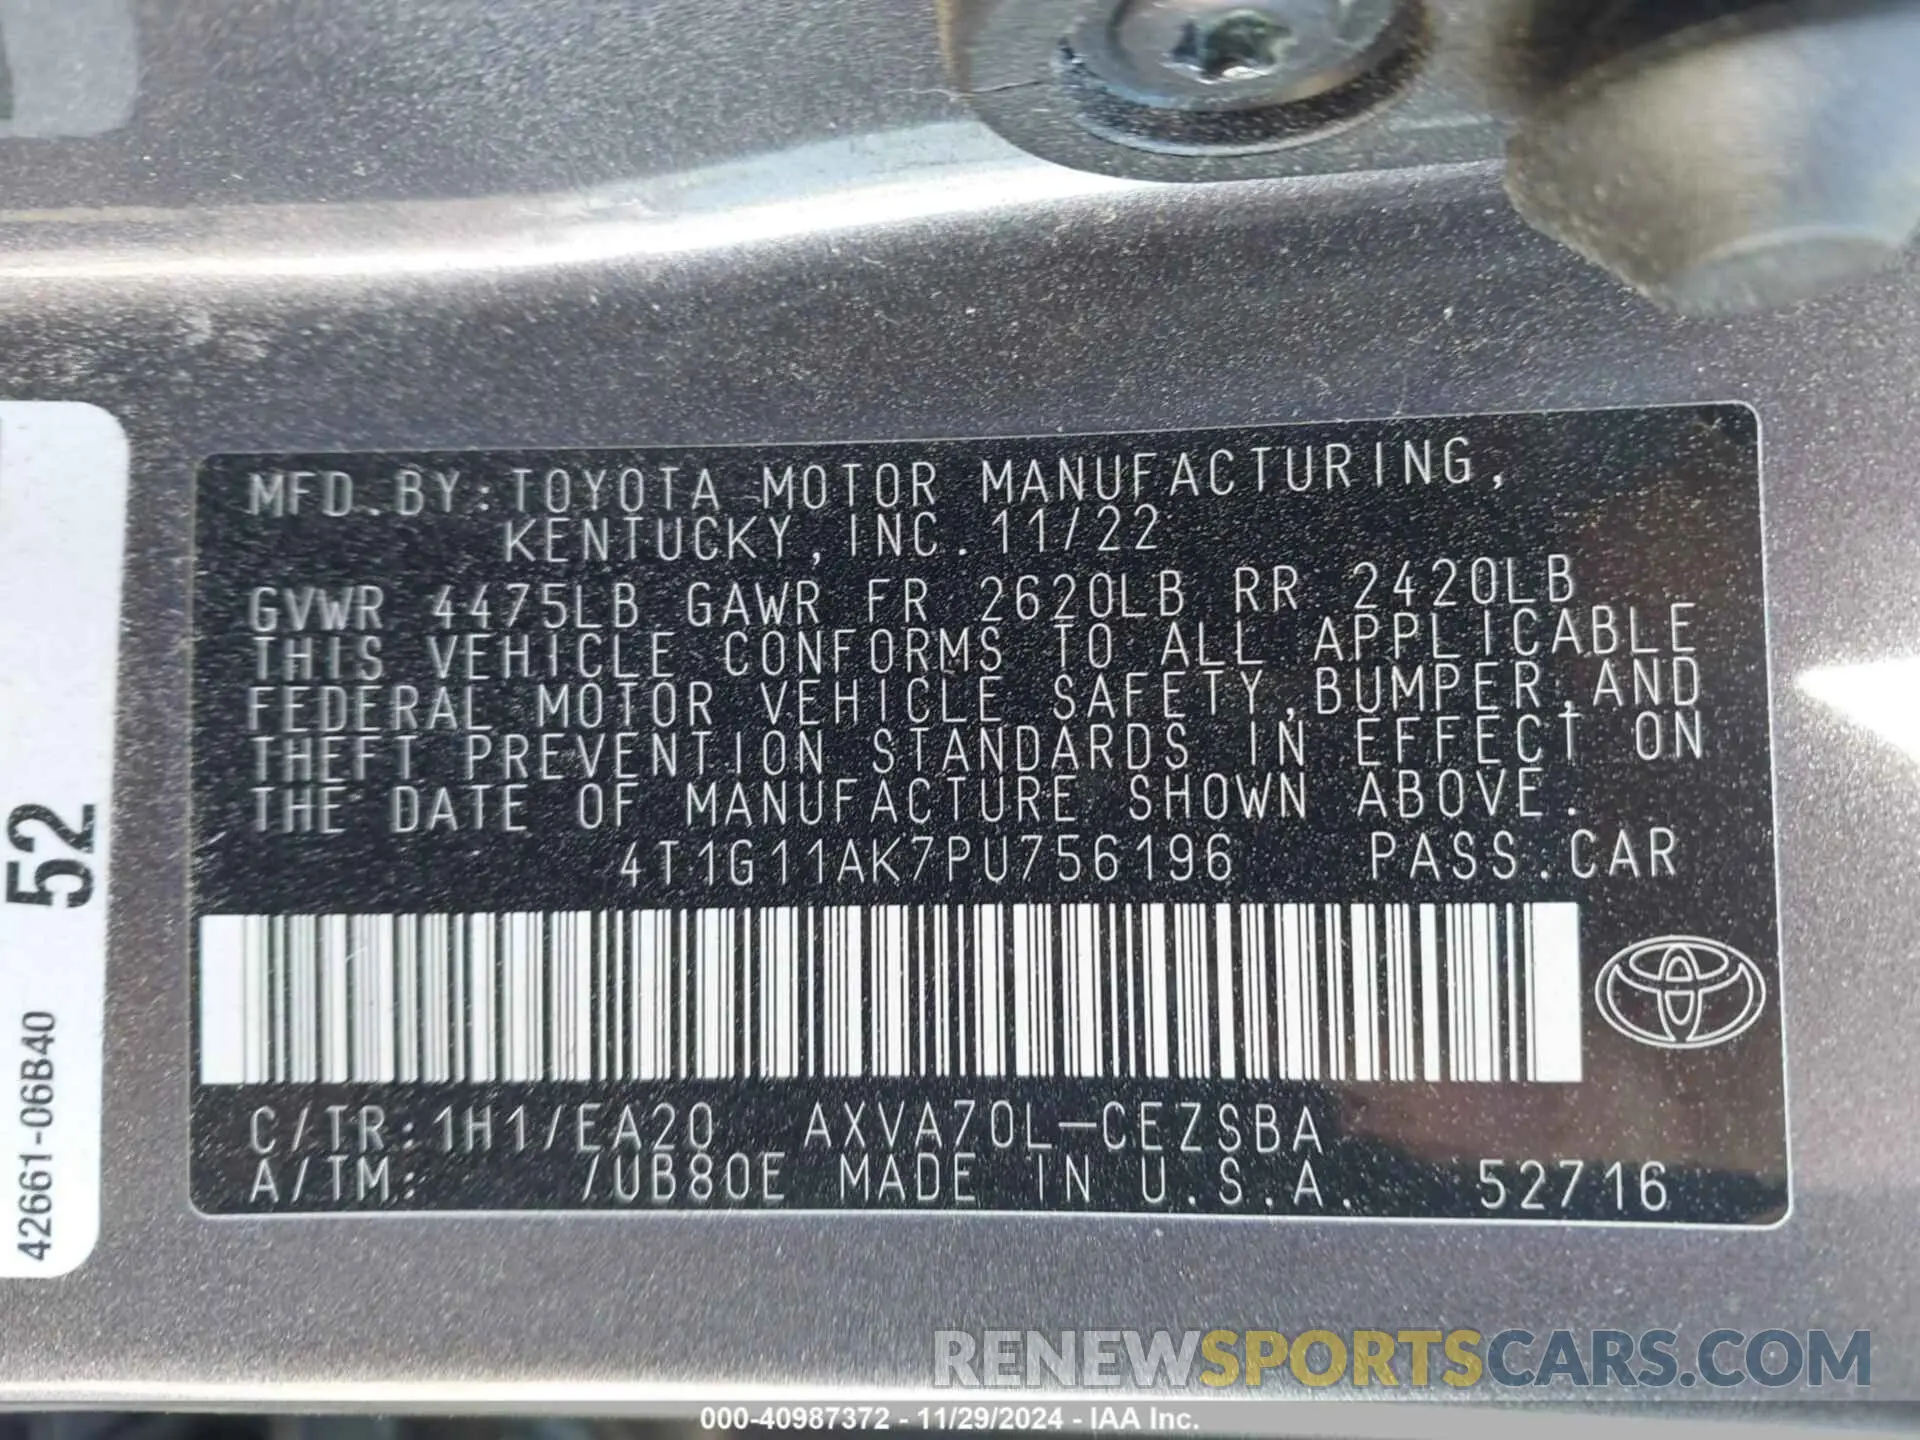 MFD.BY:TOYOTA MOTOR MANUFACTURING,
KENTUCKY,INC.11/22
GVWR 4475LB GAWR FR 2620LB RR 2420LB
THIS VEHICLE CONFORMS TO ALL APPLICABLE
FEDERAL MOTOR VEHICLE SAFETY,BUMPER,AND
THEFT PREVENTION STANDARDS IN EFFECT ON
THE DATE OF MANUFACTURE SHOWN ABOVE.
4T1G11AK7PU756196 PASS.CAR
C/TR:1H1/EA20 AXVA70L-CEZSBA
A/TM: /UB80E MADE IN U.S.A. 52716
52
42661-06B40
RENEWSPORTSCARS.COM
000-40987372 - 11/29/2024 - IAA Inc.